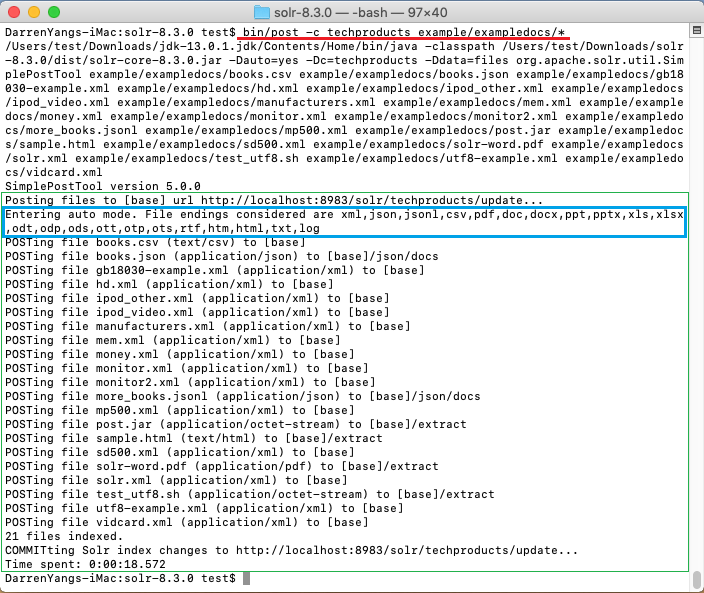 solr-8.3.0 — -bash — 97×40
DarrenYangs-iMac:solr-8.3.0 test$ bin/post -c techproducts example/exampledocs/*
/Users/test/Downloads/jdk-13.0.1.jdk/Contents/Home/bin/java -classpath /Users/test/Downloads/solr
-8.3.0/dist/solr-core-8.3.0.jar -Dauto=yes -Dc=techproducts -Ddata=files org.apache.solr.util.Sim
plePostTool example/exampledocs/books.csv example/exampledocs/books.json example/exampledocs/gb18
030-example.xml example/exampledocs/hd.xml example/exampledocs/ipod_other.xml example/exampledocs
/ipod_video.xml example/exampledocs/manufacturers.xml example/exampledocs/mem.xml example/example
docs/money.xml example/exampledocs/monitor.xml example/exampledocs/monitor2.xml example/exampledo
cs/more_books.jsonl example/exampledocs/mp500.xml example/exampledocs/post.jar example/exampledoc
s/sample.html example/exampledocs/sd500.xml example/exampledocs/solr-word.pdf example/exampledocs
/solr.xml example/exampledocs/test_utf8.sh example/exampledocs/utf8-example.xml example/exampledo
cs/vidcard.xml
SimplePostTool version 5.0.0
Posting files to [base] url http://localhost:8983/solr/techproducts/update...
Entering auto mode. File endings considered are xml,json,jsonl,csv,pdf,doc,docx,ppt,pptx,xls,xlsx
,odt,odp,ods,ott,otp,ots,rtf,htm,html,txt,log
POSTing file books.csv (text/csv) to [base]
POSTing file books.json (application/json) to [base]/json/docs
POSTing file gb18030-example.xml (application/xml) to [base]
POSTing file hd.xml (application/xml) to [base]
POSTing file ipod_other.xml (application/xml) to [base]
POSTing file ipod_video.xml (application/xml) to [base]
POSTing file manufacturers.xml (application/xml) to [base]
POSTing file mem.xml (application/xml) to [base]
POSTing file money.xml (application/xml) to [base]
POSTing file monitor.xml (application/xml) to [base]
POSTing file monitor2.xml (application/xml) to [base]
POSTing file more_books.jsonl (application/json) to [base]/json/docs
POSTing file mp500.xml (application/xml) to [base]
POSTing file post.jar (application/octet-stream) to [base]/extract
POSTing file sample.html (text/html) to [base]/extract
POSTing file sd500.xml (application/xml) to [base]
POSTing file solr-word.pdf (application/pdf) to [base]/extract
POSTing file solr.xml (application/xml) to [base]
POSTing file test_utf8.sh (application/octet-stream) to [base]/extract
POSTing file utf8-example.xml (application/xml) to [base]
POSTing file vidcard.xml (application/xml) to [base]
21 files indexed.
COMMITting Solr index changes to http://localhost:8983/solr/techproducts/update...
Time spent: 0:00:18.572
DarrenYangs-iMac:solr-8.3.0 test$